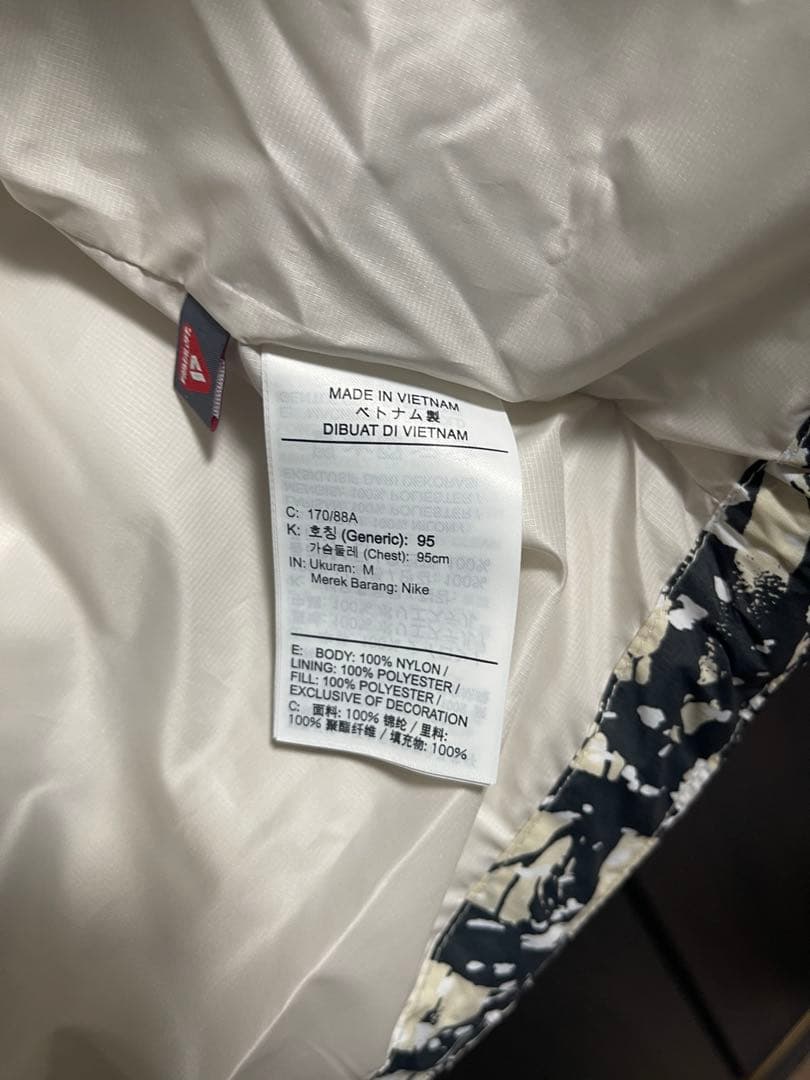 MADE IN VIETNAM
ベトナム製
DIBUAT DI VIETNAM
C: 170/88A
K: 호칭 (Generic): 95
가슴둘레 (Chest): 95cm
IN: Ukuran: M
Merek Barang: Nike
E: BODY: 100% NYLON /
LINING: 100% POLYESTER /
FILL: 100% POLYESTER /
EXCLUSIVE OF DECORATION
C: 面料: 100% 锦纶 / 里料:
100% 聚酯纤维 / 填充物: 100%